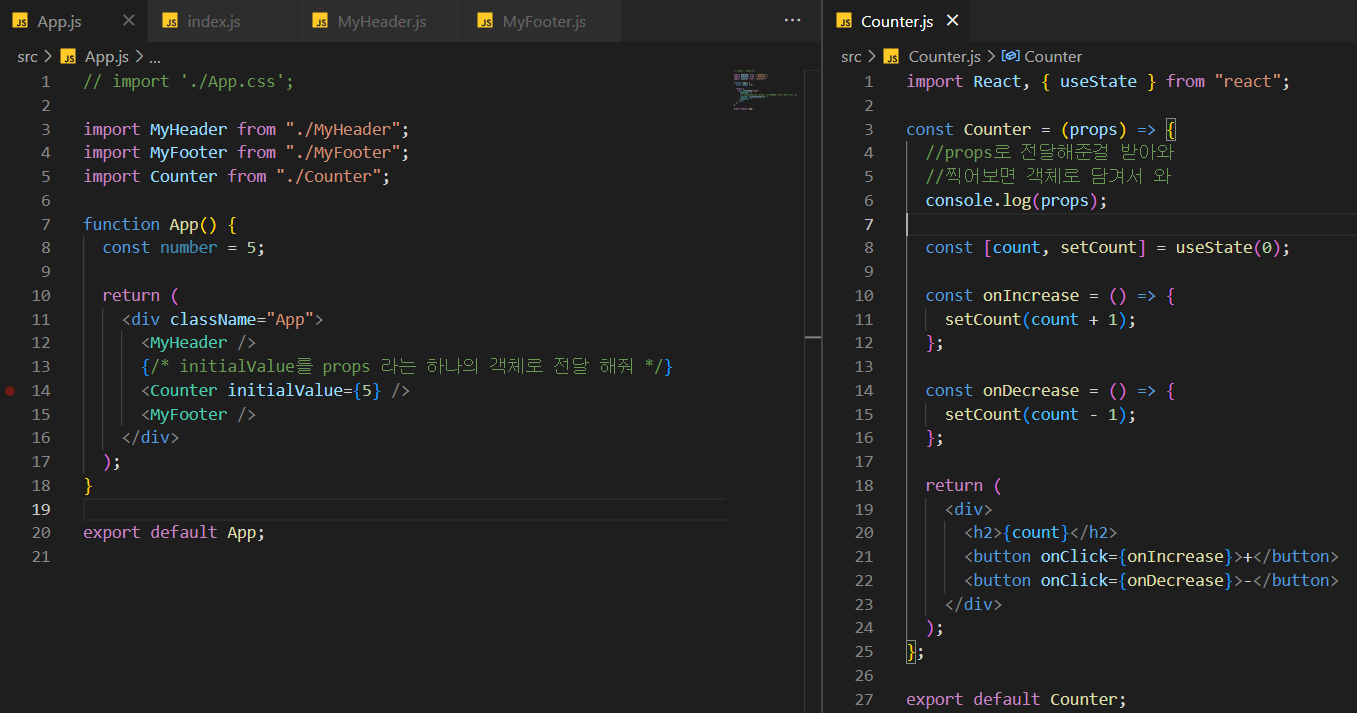 JS App.js × JS index.js JS MyHeader.js JS MyFooter.js ...
src > JS App.js > ...
1 // import './App.css';
2
3 import MyHeader from "./MyHeader";
4 import MyFooter from "./MyFooter";
5 import Counter from "./Counter";
6
7 function App() {
8 const number = 5;
9
10 return (
11 <div className="App">
12 <MyHeader />
13 {/* initialValue를 props 라는 하나의 객체로 전달 해줘 */}
14 <Counter initialValue={5} />
15 <MyFooter />
16 </div>
17 );
18 }
19
20 export default App;
21
JS Counter.js ×
src > JS Counter.js > Counter
1 import React, { useState } from "react";
2
3 const Counter = (props) => {
4 //props로 전달해준걸 받아와
5 //찍어보면 객체로 담겨서 와
6 console.log(props);
7
8 const [count, setCount] = useState(0);
9
10 const onIncrease = () => {
11 setCount(count + 1);
12 };
13
14 const onDecrease = () => {
15 setCount(count - 1);
16 };
17
18 return (
19 <div>
20 <h2>{count}</h2>
21 <button onClick={onIncrease}>+</button>
22 <button onClick={onDecrease}>-</button>
23 </div>
24 );
25 };
26
27 export default Counter;